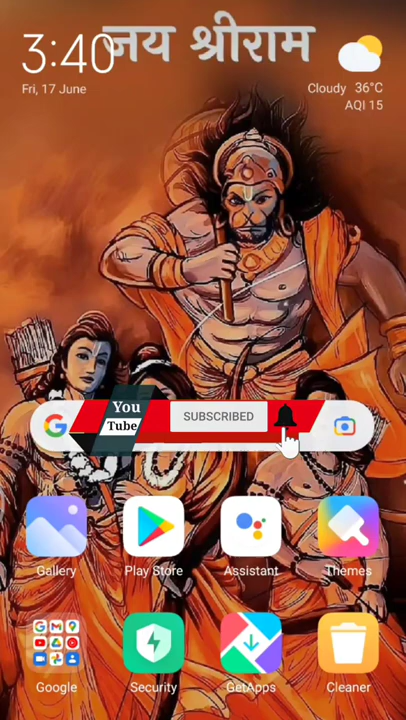 3:40
जय श्रीराम
Fri, 17 June
Cloudy 36°C
AQI 15
You
Tube
SUBSCRIBED
Gallery
Play Store
Assistant
Themes
Google
Security
GetApps
Cleaner